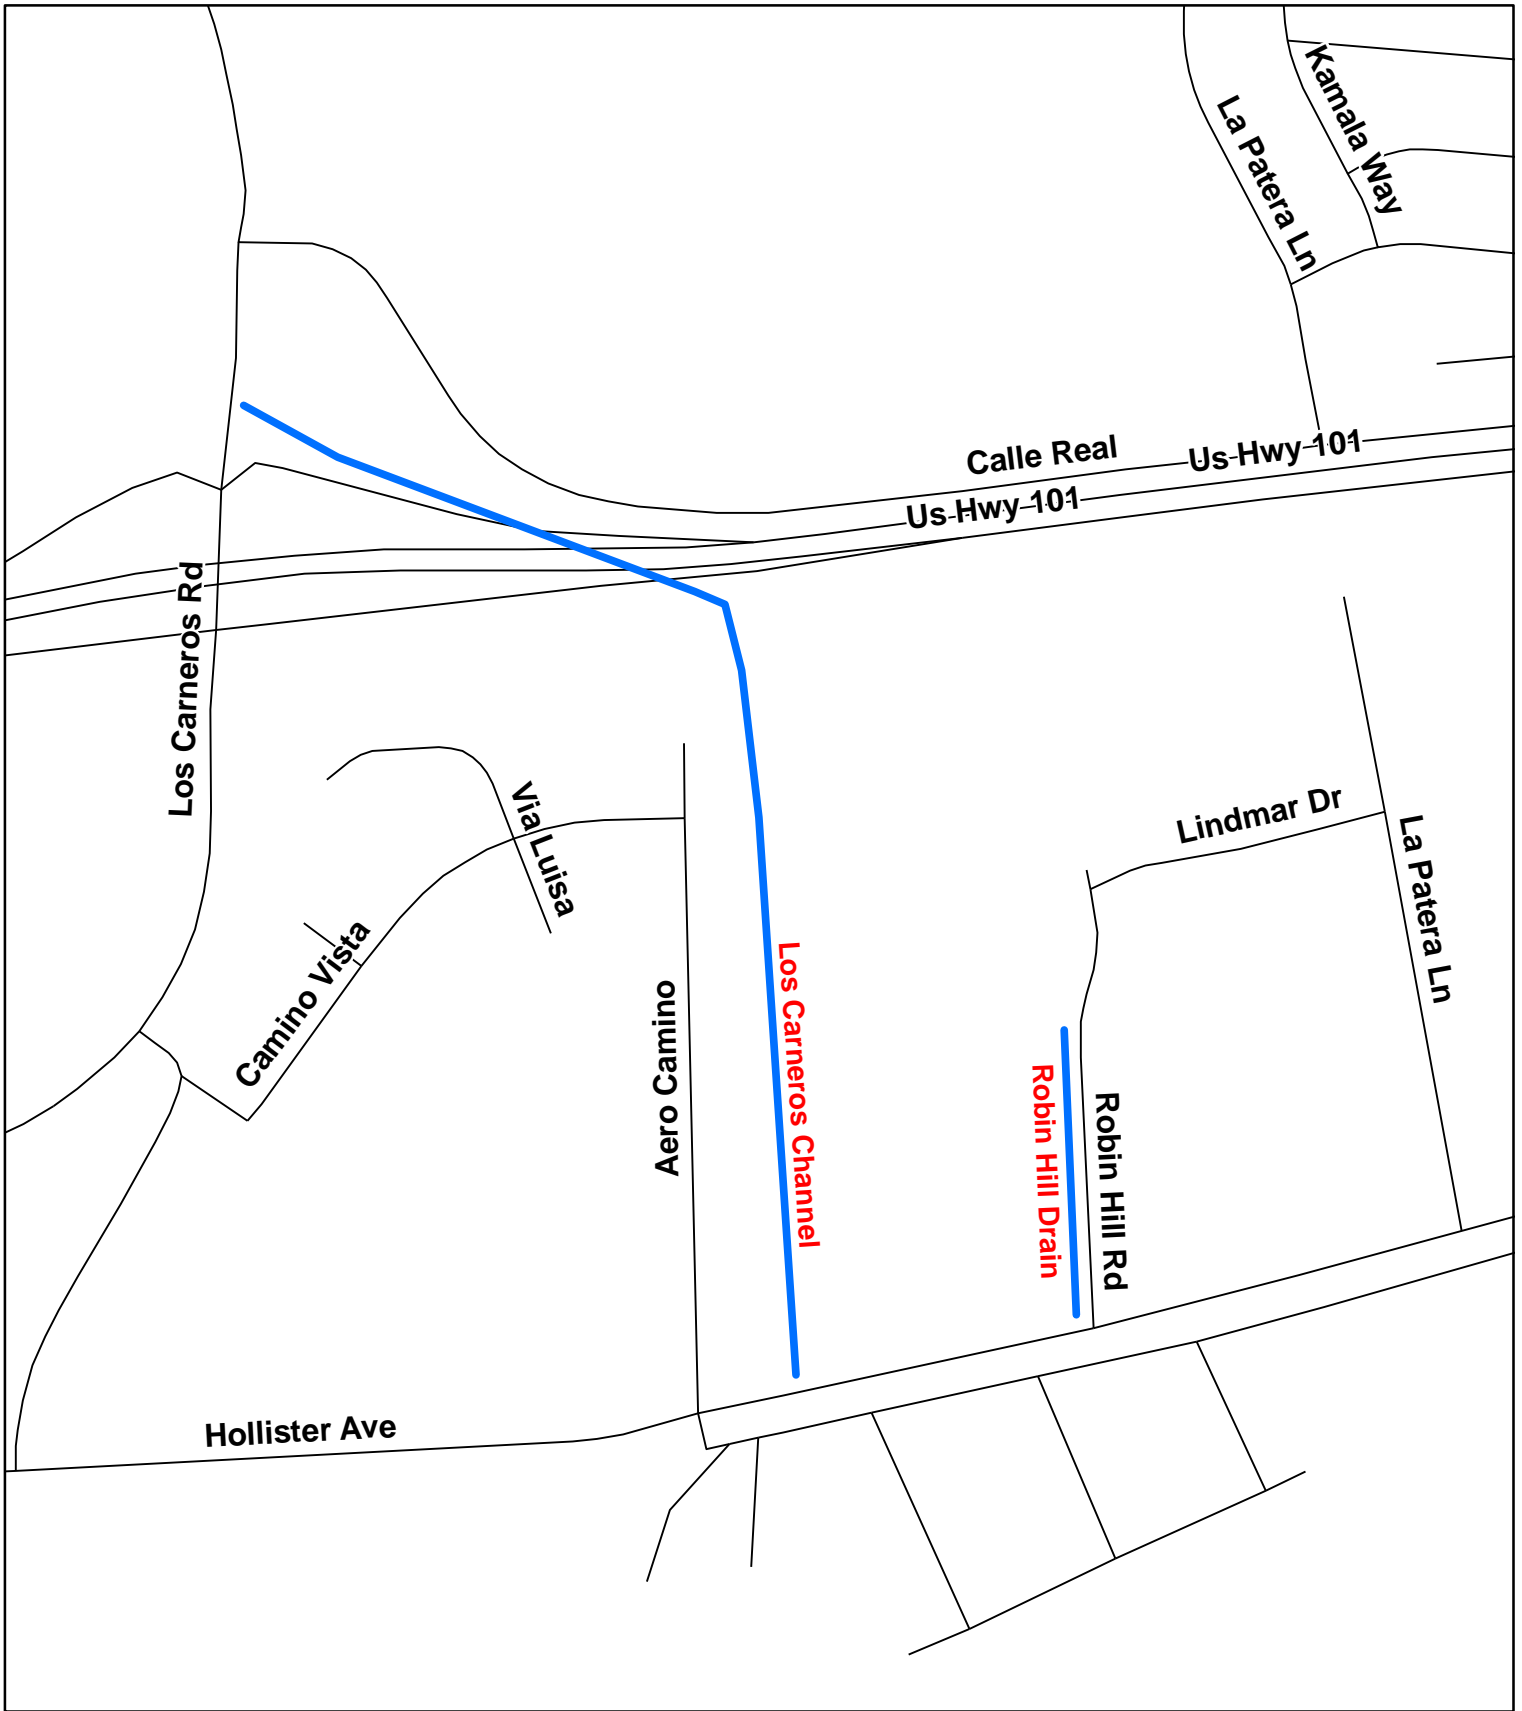 Kamala Way
La Patera Ln
Calle Real
Us Hwy 101
Us Hwy 101
Los Carneros Rd
Via Luisa
Lindmar Dr
La Patera Ln
Camino Vista
Aero Camino
Los Carneros Channel
Robin Hill Drain
Robin Hill Rd
Hollister Ave